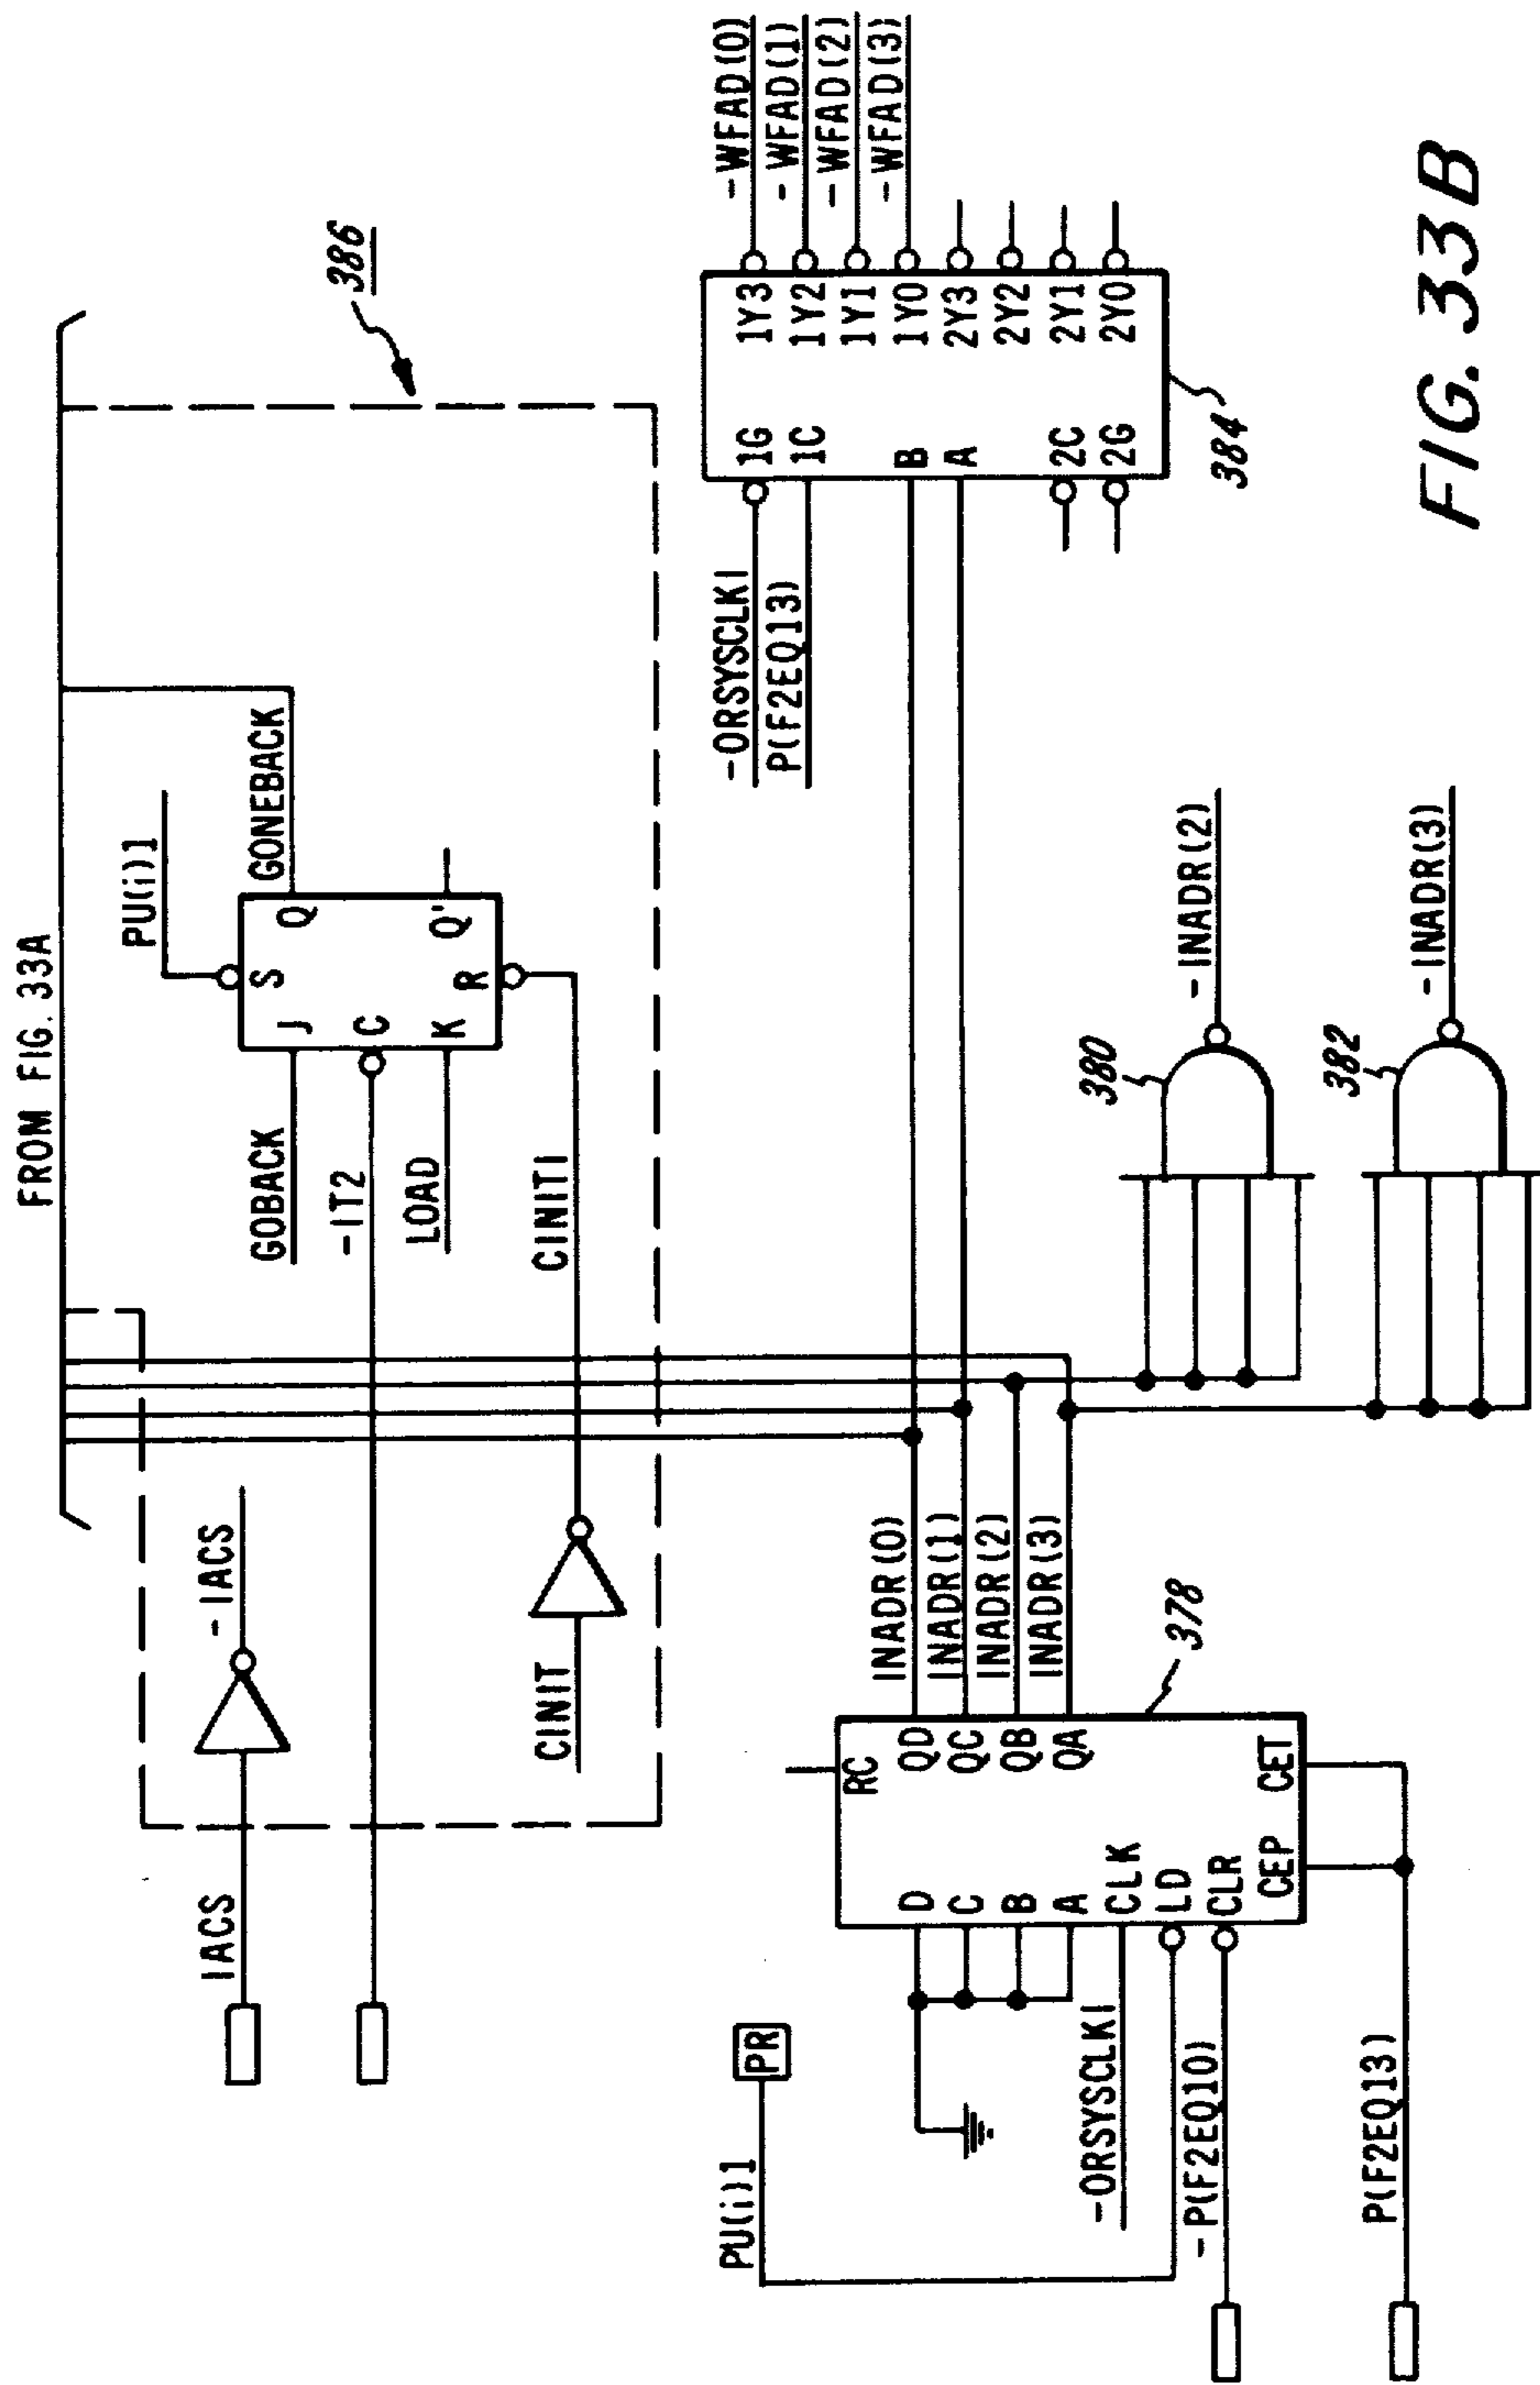 FROM FIG. 33A
386
IACS
-IACS
PU(i)1
GOBACK
-IT2
LOAD
J
C
K
S
R
Q
Q'
GONEBACK
CINIT
CINIT1
PU(i)1
PR
-ORSYSCLK1
-P(F2EQ10)
P(F2EQ13)
RC
D
C
B
A
CLK
LD
CLR
CEP
CET
QD
QC
QB
QA
378
INADR(0)
INADR(1)
INADR(2)
INADR(3)
380
-INADR(2)
382
-INADR(3)
-ORSYSCLK1
P(F2EQ13)
1G
1C
B
A
2C
2G
1Y3
1Y2
1Y1
1Y0
2Y3
2Y2
2Y1
2Y0
-WFAD(0)
-WFAD(1)
-WFAD(2)
-WFAD(3)
384
FIG. 33B